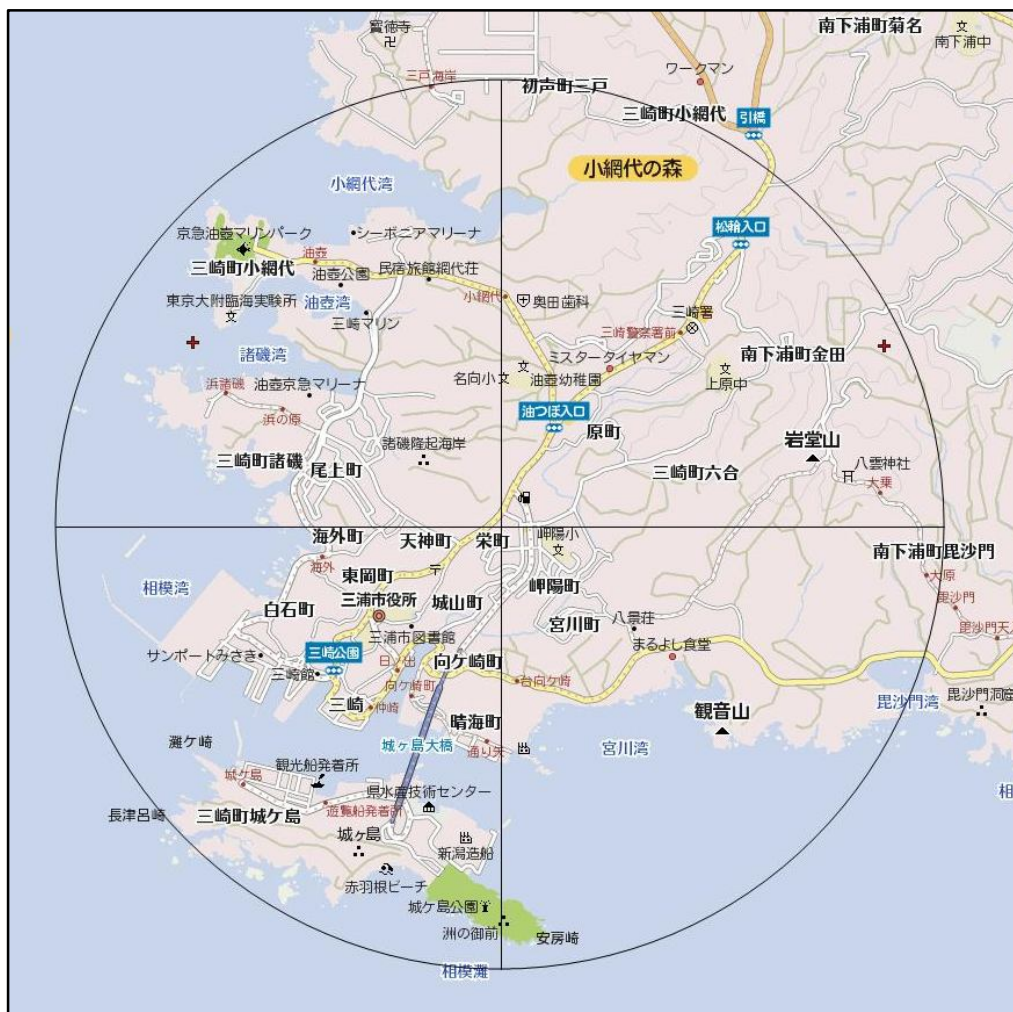 南下浦町菊名
寳徳寺
南下浦中
ワークマン
三戸海岸
初声町三戸
三崎町小網代
引橋
小網代の森
小網代湾
松輪入口
京急油壺マリンパーク
シーボニアマリーナ
油壺
民宿旅館網代荘
三崎町小網代
油壺公園
小網代
奥田歯科
東京大附臨海実験所
油壺湾
三崎マリン
三崎署
三崎警察署前
諸磯湾
ミスタータイヤマン
南下浦町金田
名向小
油壺幼稚園
上原中
浜諸磯
油壺京急マリーナ
浜の原
油つぼ入口
原町
諸磯隆起海岸
岩堂山
三崎町諸磯
尾上町
三崎町六合
八雲神社
大乗
海外町
天神町
栄町
岬陽小
南下浦町毘沙門
海外
東岡町
相模湾
岬陽町
大原
白石町
三浦市役所
城山町
毘沙門
宮川町
八景荘
三浦市図書館
毘沙門天入
サンポートみさき
三崎公園
日ノ出
向ケ崎町
まるよし食堂
三崎館
向ケ崎町
台向ケ崎
三崎
仲崎
観音山
毘沙門湾
毘沙門洞窟
晴海町
灘ケ崎
城ヶ島大橋
通り矢
宮川湾
観光船発着所
城ケ島
県水産技術センター
相
長津呂崎
三崎町城ケ島
遊覧船発着所
城ヶ島
新潟造船
赤羽根ビーチ
城ケ島公園
洲の御前
安房崎
相模灘